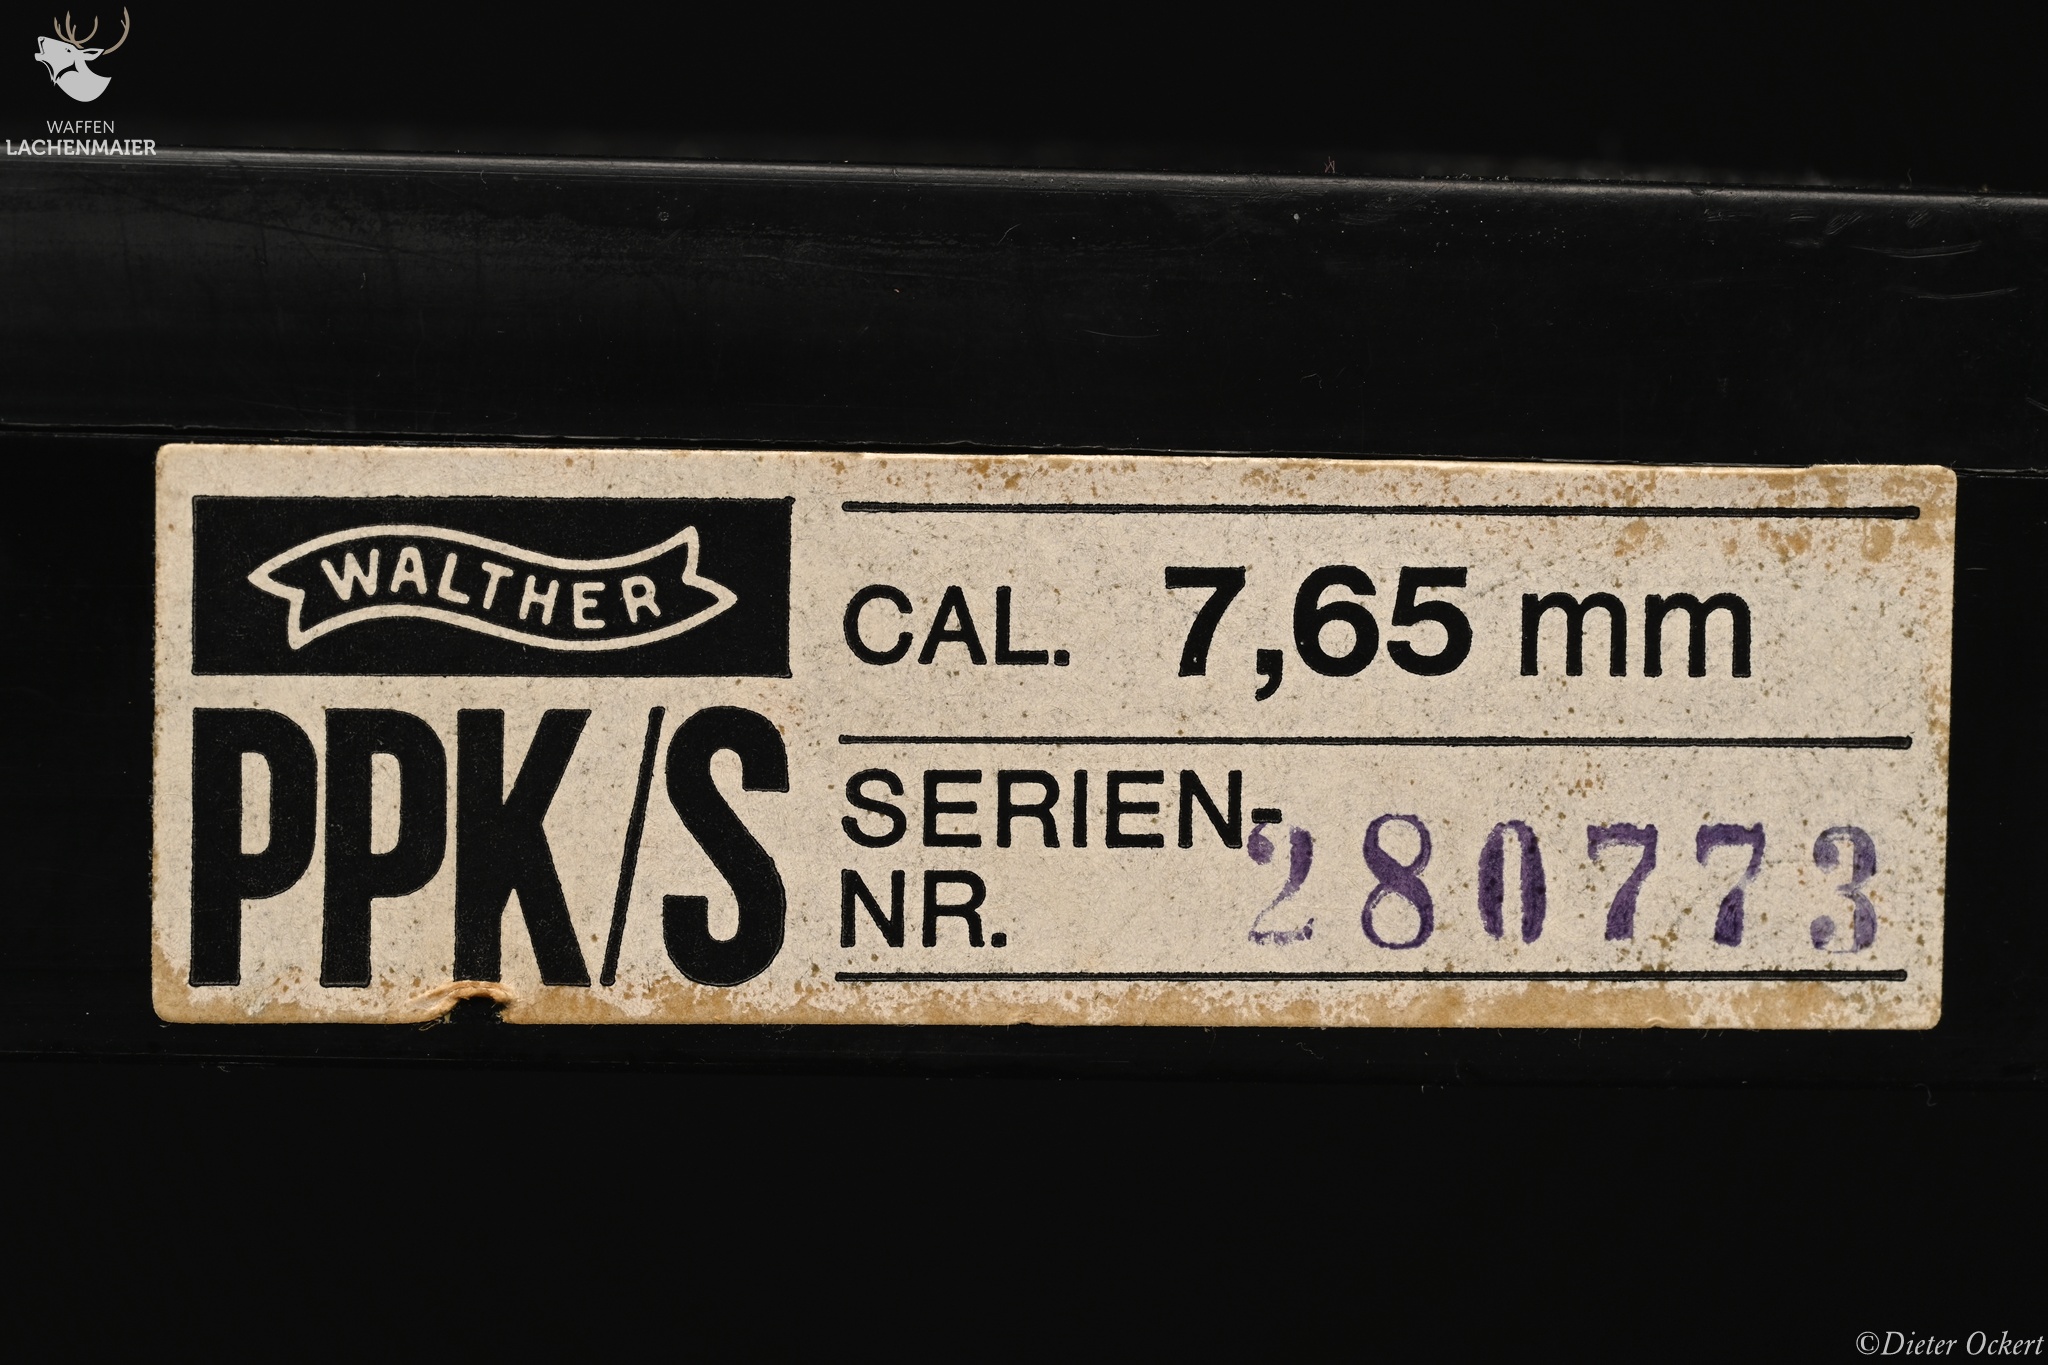 WAFFEN
LACHENMAIER
WALTHER
PPK/S
CAL. 7,65 mm
SERIEN-
NR. 280773
©Dieter Ockert